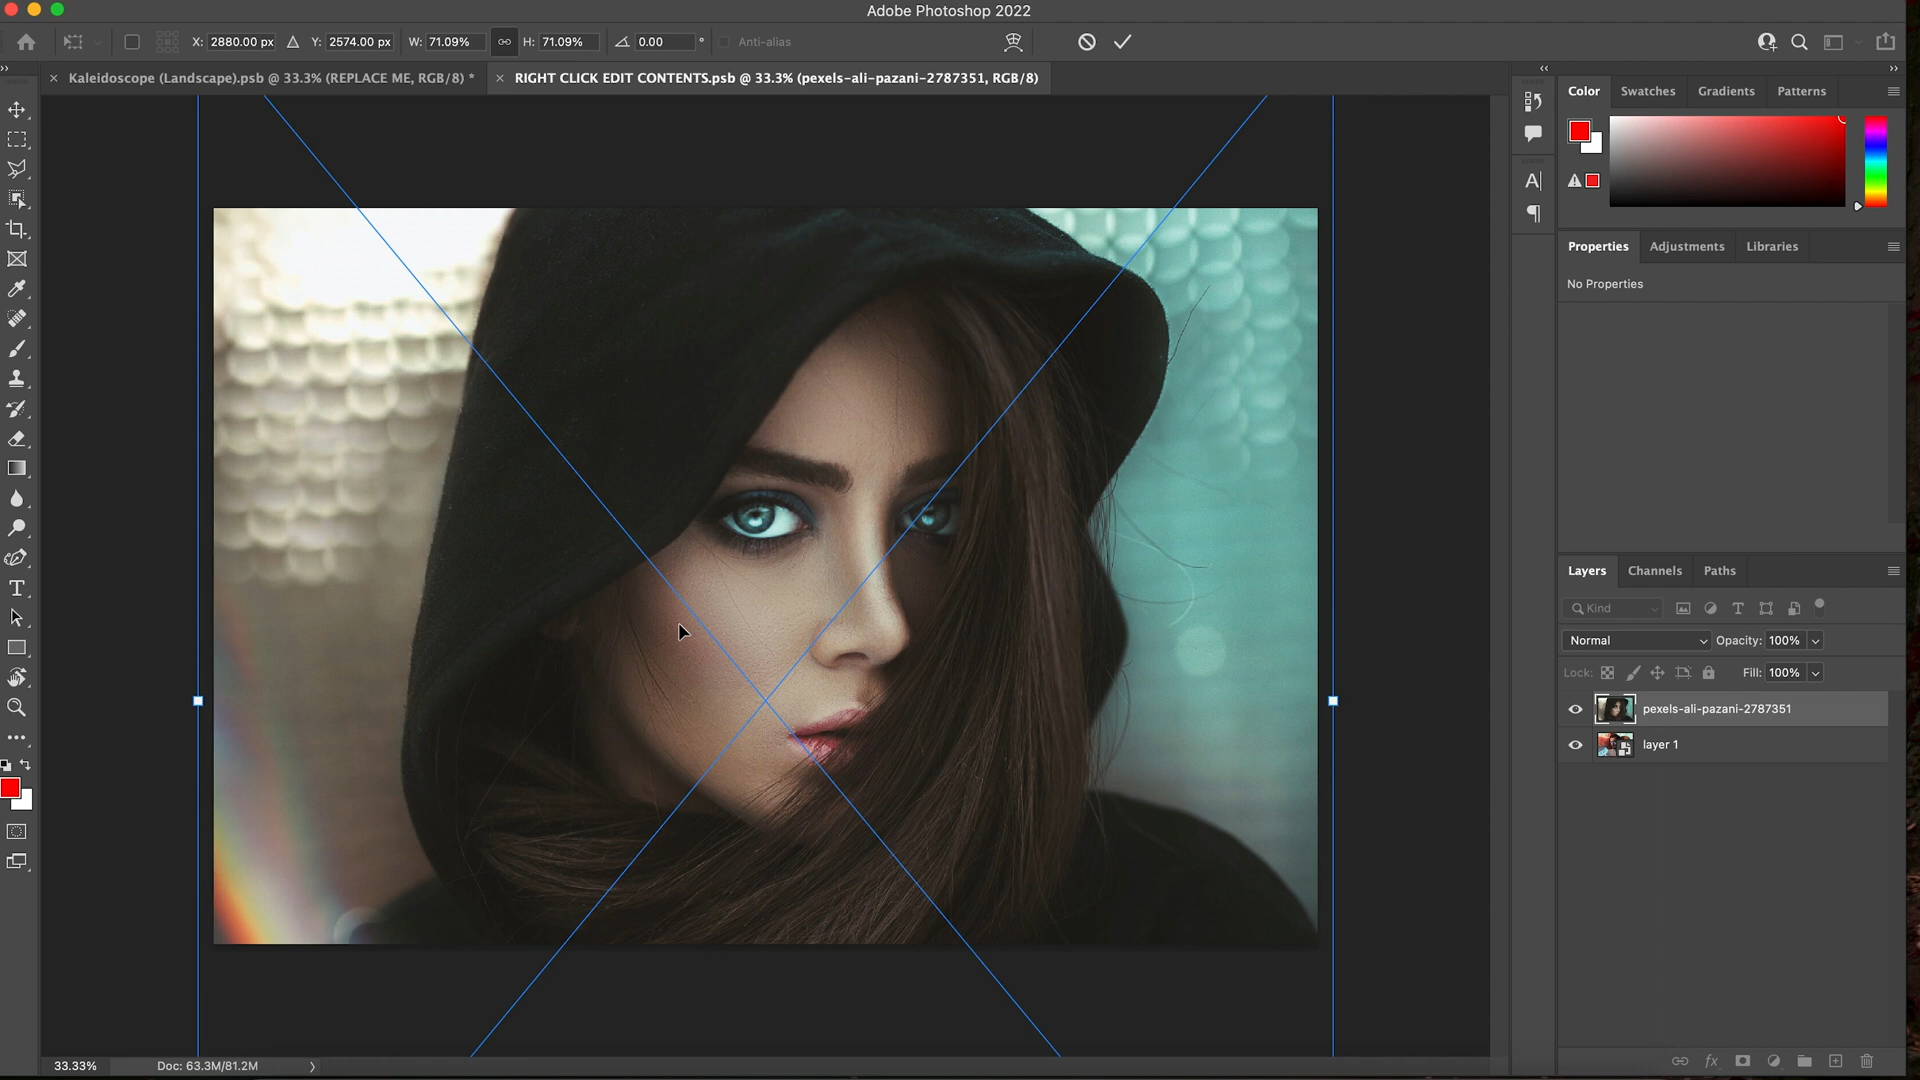 Adobe Photoshop 2022
X: 2880.00 px Y: 2574.00 px W: 71.09% H: 71.09% 0.00 ° Anti-alias
Kaleidoscope (Landscape).psb @ 33.3% (REPLACE ME, RGB/8) *
RIGHT CLICK EDIT CONTENTS.psb @ 33.3% (pexels-ali-pazani-2787351, RGB/8)
Color Swatches Gradients Patterns
Properties Adjustments Libraries
No Properties
Layers Channels Paths
Kind
Normal Opacity: 100%
Lock: Fill: 100%
pexels-ali-pazani-2787351
layer 1
fx
33.33% Doc: 63.3M/81.2M